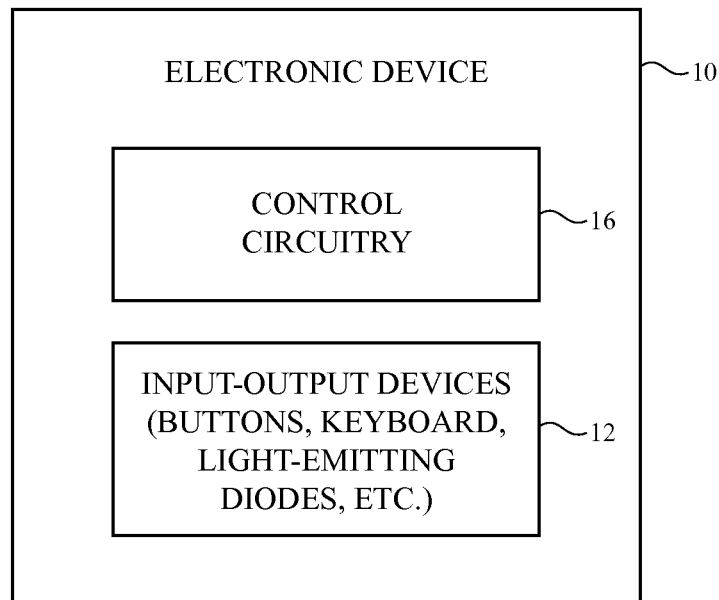 ELECTRONIC DEVICE
10
CONTROL
CIRCUITRY
16
INPUT-OUTPUT DEVICES
(BUTTONS, KEYBOARD,
LIGHT-EMITTING
DIODES, ETC.)
12